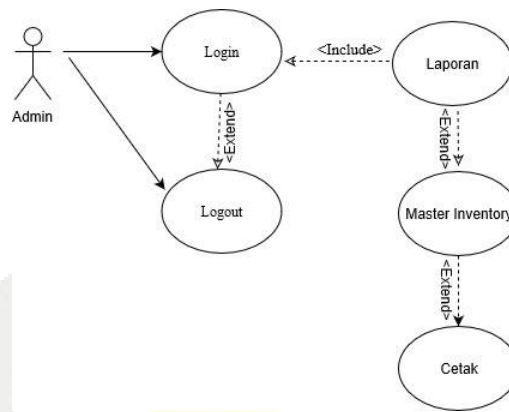 Login
<Include>
Laporan
Admin
<Extend>
<Extend>
Logout
Master Inventory
<Extend>
Cetak